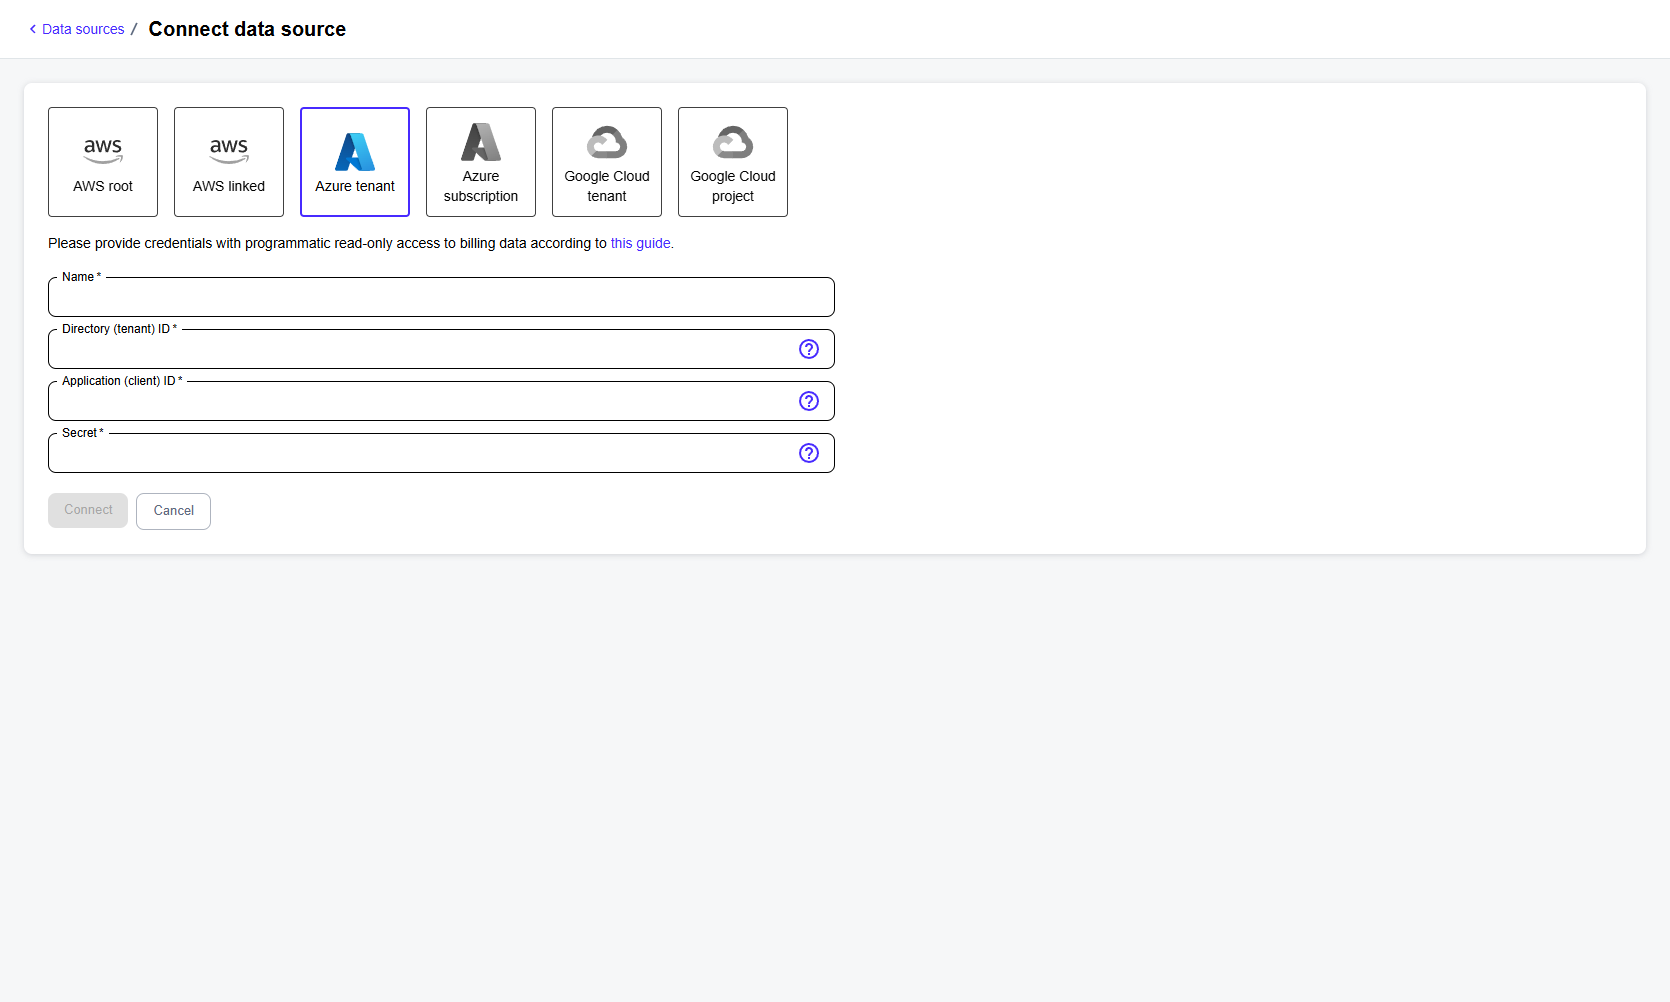 Data sources / Connect data source
aws
AWS root
aws
AWS linked
Azure tenant
Azure
subscription
Google Cloud
tenant
Google Cloud
project
Please provide credentials with programmatic read-only access to billing data according to this guide.
Name *
Directory (tenant) ID *
?
Application (client) ID *
?
Secret *
?
Connect
Cancel